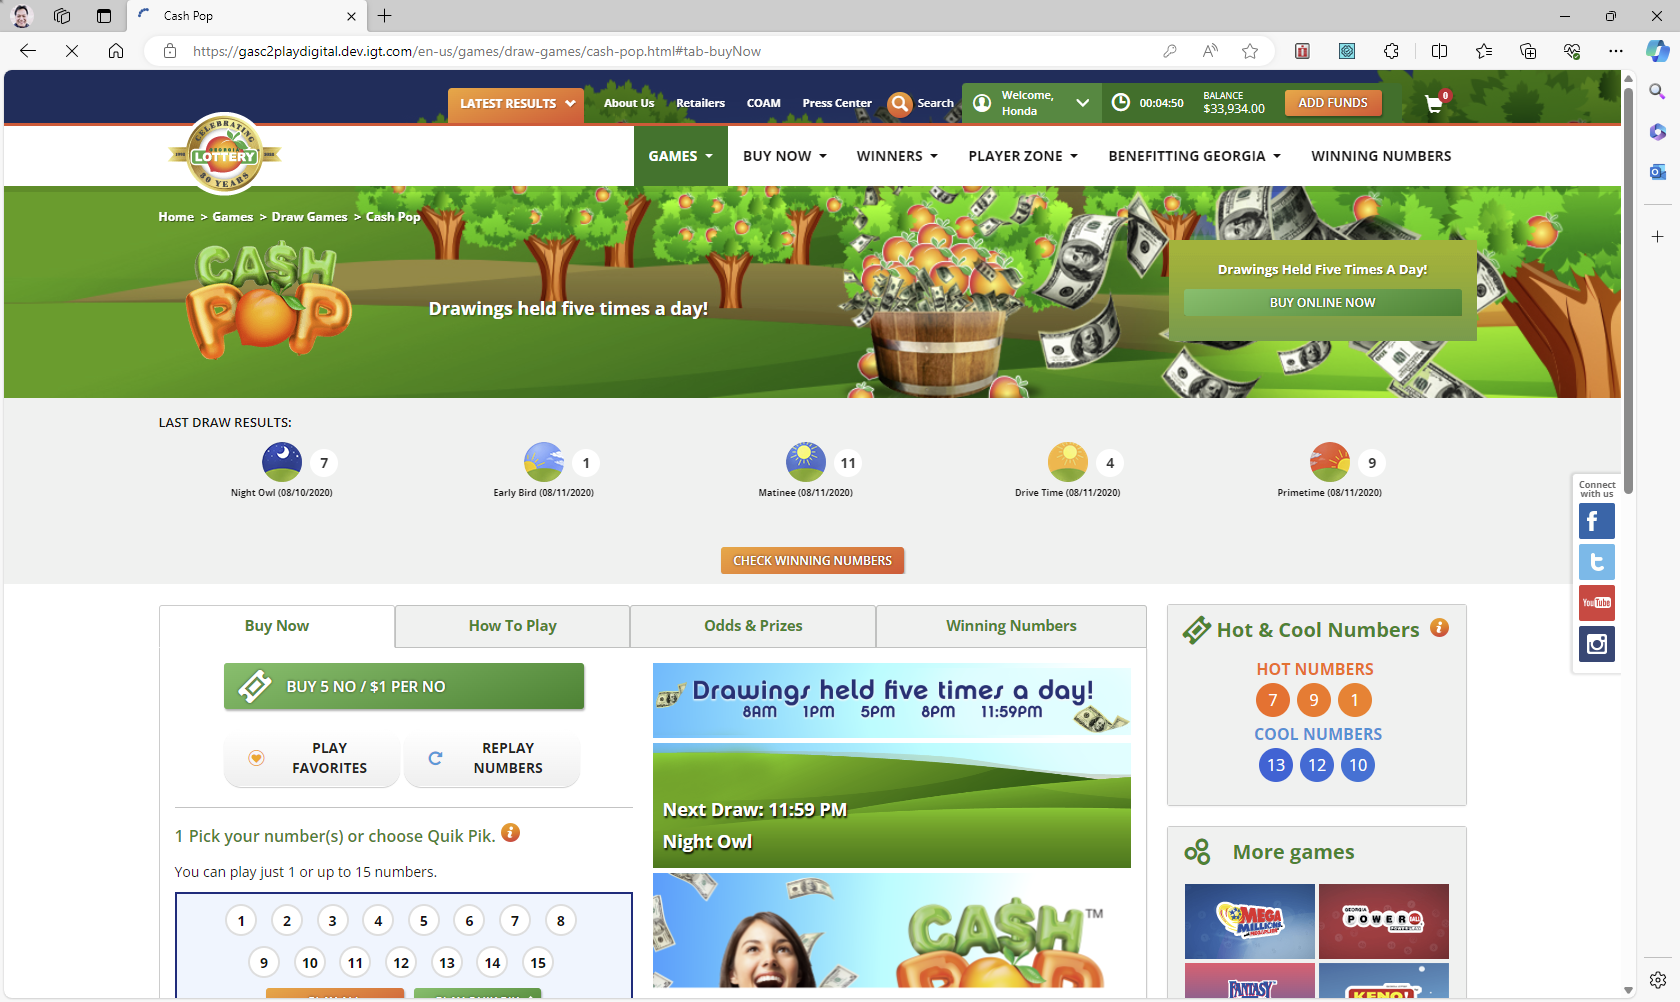 Cash Pop
https://gasc2playdigital.dev.igt.com/en-us/games/draw-games/cash-pop.html#tab-buyNow
LATEST RESULTS
About Us
Retailers
COAM
Press Center
Search
Welcome,
Honda
00:04:50
BALANCE
$33,934.00
ADD FUNDS
0
CELEBRATING
GEORGIA
LOTTERY
30 YEARS
GAMES
BUY NOW
WINNERS
PLAYER ZONE
BENEFITTING GEORGIA
WINNING NUMBERS
Home > Games > Draw Games > Cash Pop
CA$H
POP
Drawings held five times a day!
Drawings Held Five Times A Day!
BUY ONLINE NOW
LAST DRAW RESULTS:
7
Night Owl (08/10/2020)
1
Early Bird (08/11/2020)
11
Matinee (08/11/2020)
4
Drive Time (08/11/2020)
9
Primetime (08/11/2020)
CHECK WINNING NUMBERS
Connect
with us
YouTube
Buy Now
How To Play
Odds & Prizes
Winning Numbers
BUY 5 NO / $1 PER NO
PLAY
FAVORITES
REPLAY
NUMBERS
1 Pick your number(s) or choose Quik Pik.
You can play just 1 or up to 15 numbers.
1 2 3 4 5 6 7 8
9 10 11 12 13 14 15
Drawings held five times a day!
8AM 1PM 5PM 8PM 11:59PM
Next Draw: 11:59 PM
Night Owl
CA$H™
POP
Hot & Cool Numbers
HOT NUMBERS
7 9 1
COOL NUMBERS
13 12 10
More games
MEGA
MILLIONS
GEORGIA
POWERBALL
FANTASY
KENO!